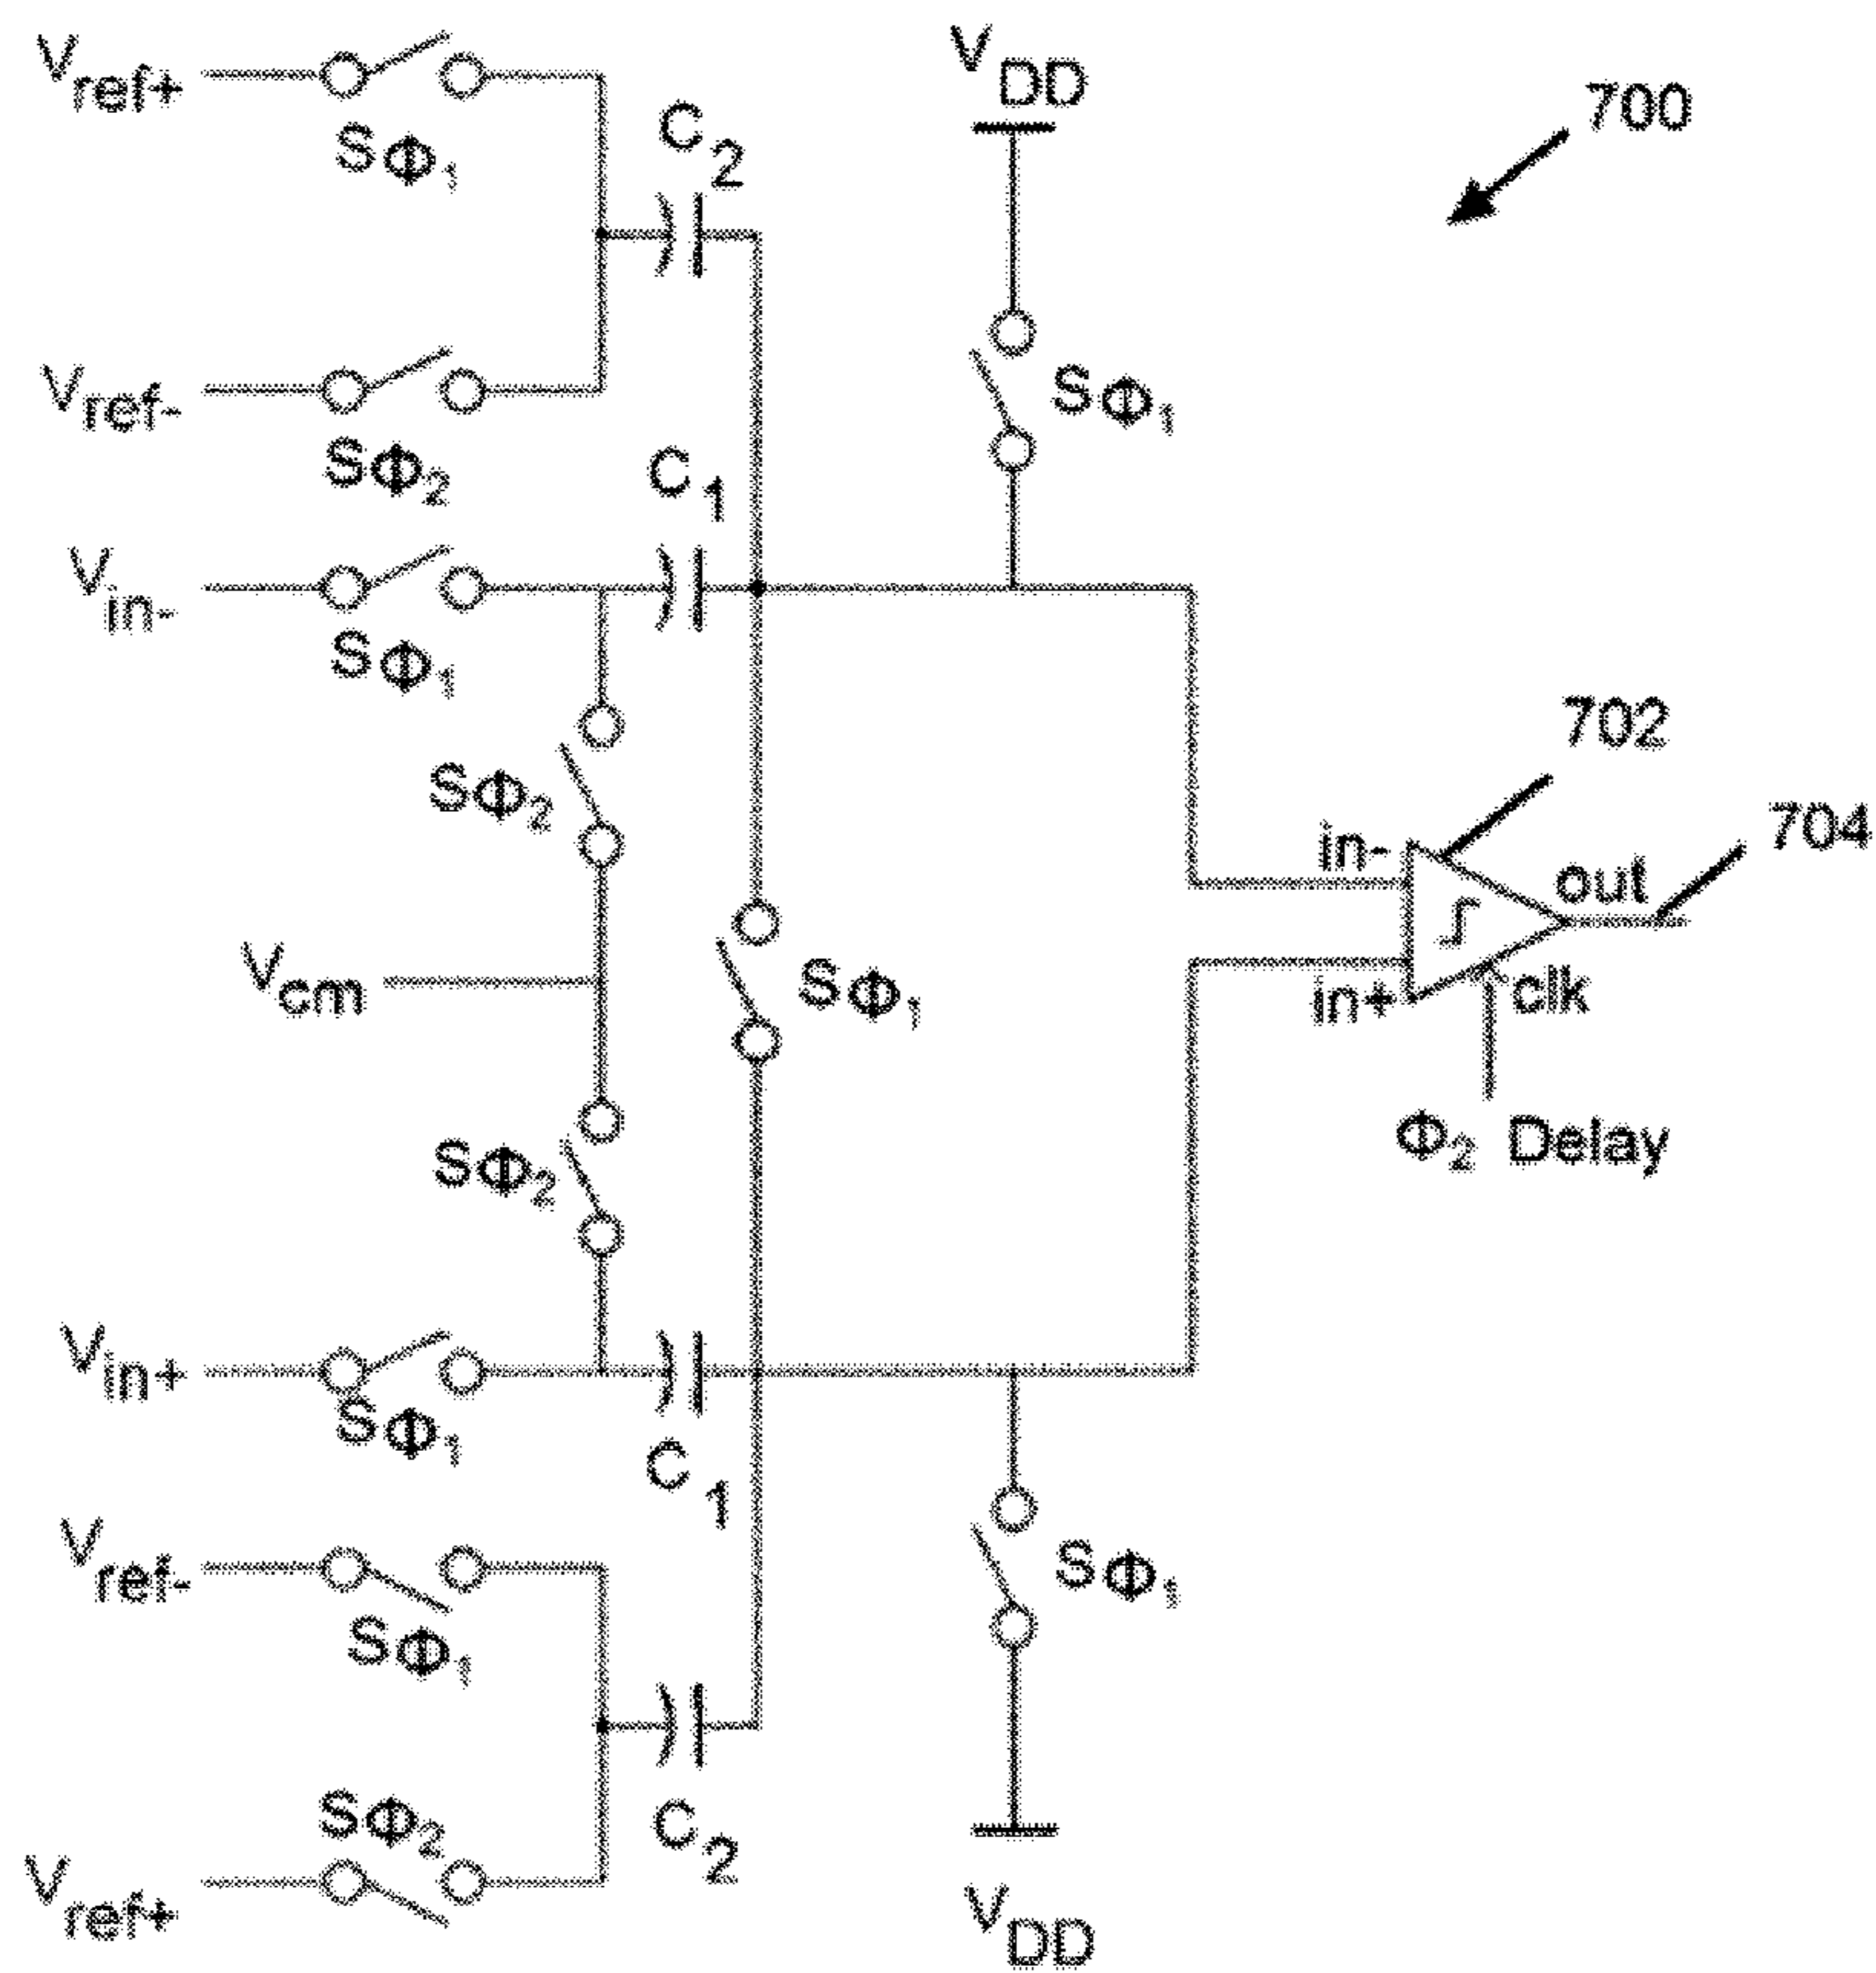 Vref+
SΦ1
C2
VDD
700
Vref-
SΦ2
C1
SΦ1
Vin-
SΦ1
SΦ2
702
704
in-
out
Vcm
SΦ1
in+
clk
Φ2 Delay
SΦ2
Vin+
SΦ1
C1
Vref-
SΦ1
SΦ1
SΦ2
C2
Vref+
VDD